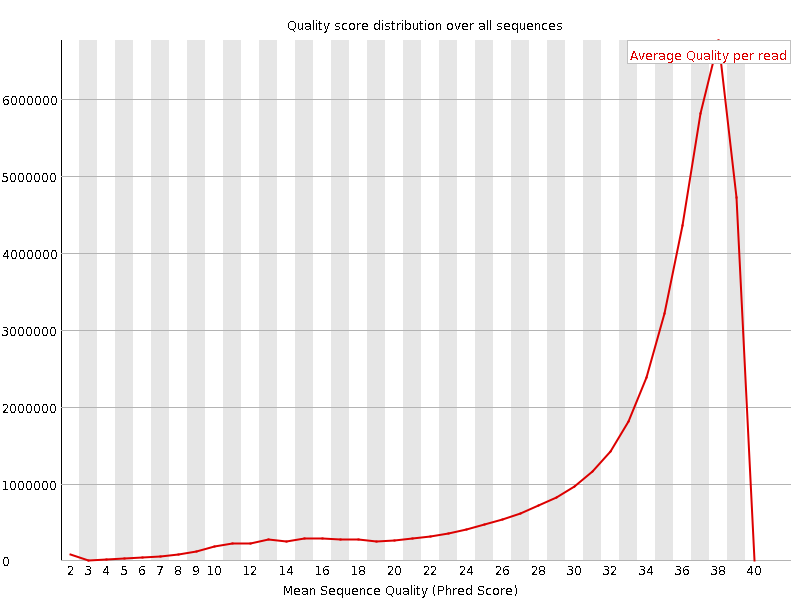 Quality score distribution over all sequences
Average Quality per read
6000000
5000000
4000000
3000000
2000000
1000000
0
2 3 4 5 6 7 8 9 10 12 14 16 18 20 22 24 26 28 30 32 34 36 38 40
Mean Sequence Quality (Phred Score)